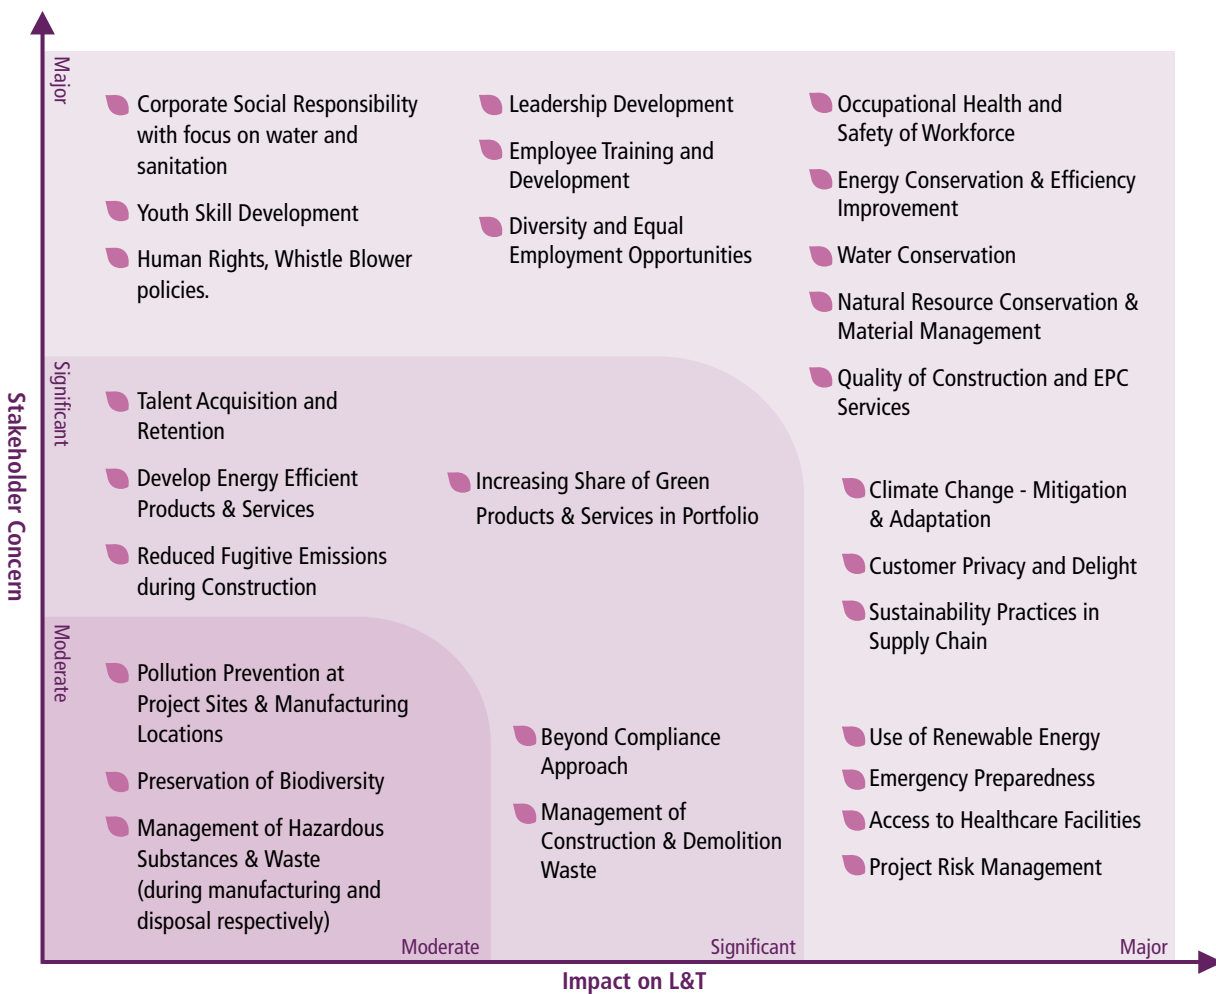 Stakeholder Concern
Major
Corporate Social Responsibility
with focus on water and
sanitation
Youth Skill Development
Human Rights, Whistle Blower
policies.
Leadership Development
Employee Training and
Development
Diversity and Equal
Employment Opportunities
Occupational Health and
Safety of Workforce
Energy Conservation & Efficiency
Improvement
Water Conservation
Natural Resource Conservation &
Material Management
Quality of Construction and EPC
Services
Significant
Talent Acquisition and
Retention
Develop Energy Efficient
Products & Services
Reduced Fugitive Emissions
during Construction
Increasing Share of Green
Products & Services in Portfolio
Climate Change - Mitigation
& Adaptation
Customer Privacy and Delight
Sustainability Practices in
Supply Chain
Moderate
Pollution Prevention at
Project Sites & Manufacturing
Locations
Preservation of Biodiversity
Management of Hazardous
Substances & Waste
(during manufacturing and
disposal respectively)
Beyond Compliance
Approach
Management of
Construction & Demolition
Waste
Use of Renewable Energy
Emergency Preparedness
Access to Healthcare Facilities
Project Risk Management
Moderate
Significant
Major
Impact on L&T